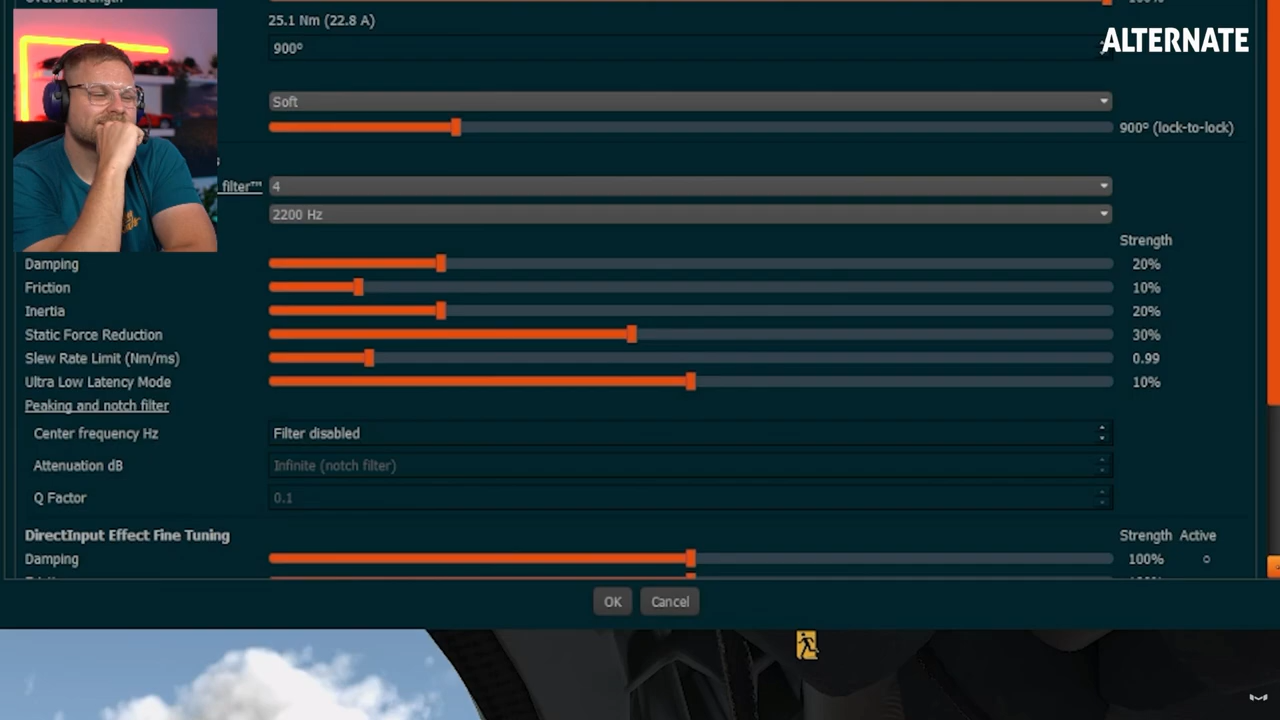 Overall Strength
100%
25.1 Nm (22.8 A)
900°
ALTERNATE
Soft
900° (lock-to-lock)
filter™
4
2200 Hz
Strength
Damping
20%
Friction
10%
Inertia
20%
Static Force Reduction
30%
Slew Rate Limit (Nm/ms)
0.99
Ultra Low Latency Mode
10%
Peaking and notch filter
Center frequency Hz
Filter disabled
Attenuation dB
Infinite (notch filter)
Q Factor
0.1
DirectInput Effect Fine Tuning
Strength Active
Damping
100%
OK
Cancel